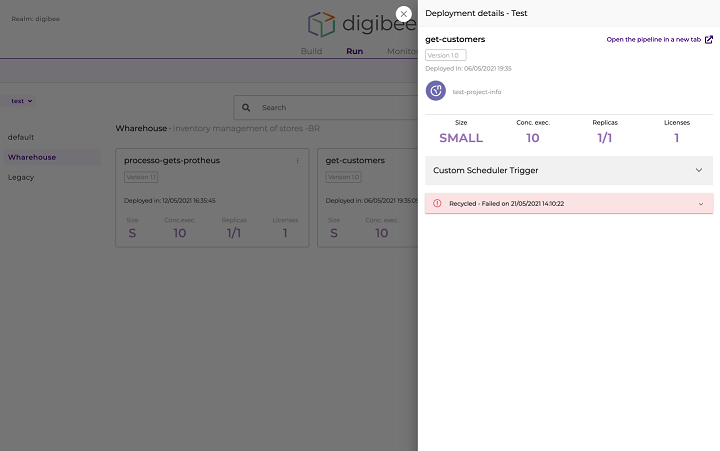 Realm: digibee
digibee
Build Run Monito
test
Search
default
Wharehouse
Legacy
Wharehouse - Inventory management of stores -BR
processo-gets-protheus
Version 1.1
Deployed in: 12/05/2021 16:35:45
Size Conc.exec. Replicas Licenses
S 10 1/1 1
get-customers
Version 1.0
Deployed in: 06/05/2021 19:35:05
Size Conc. exec.
S 10
Deployment details - Test
get-customers
Open the pipeline in a new tab
Version 1.0
Deployed In: 06/05/2021 19:35
test-project-info
Size Conc. exec. Replicas Licenses
SMALL 10 1/1 1
Custom Scheduler Trigger
Recycled - Failed on 21/05/2021 14:10:22